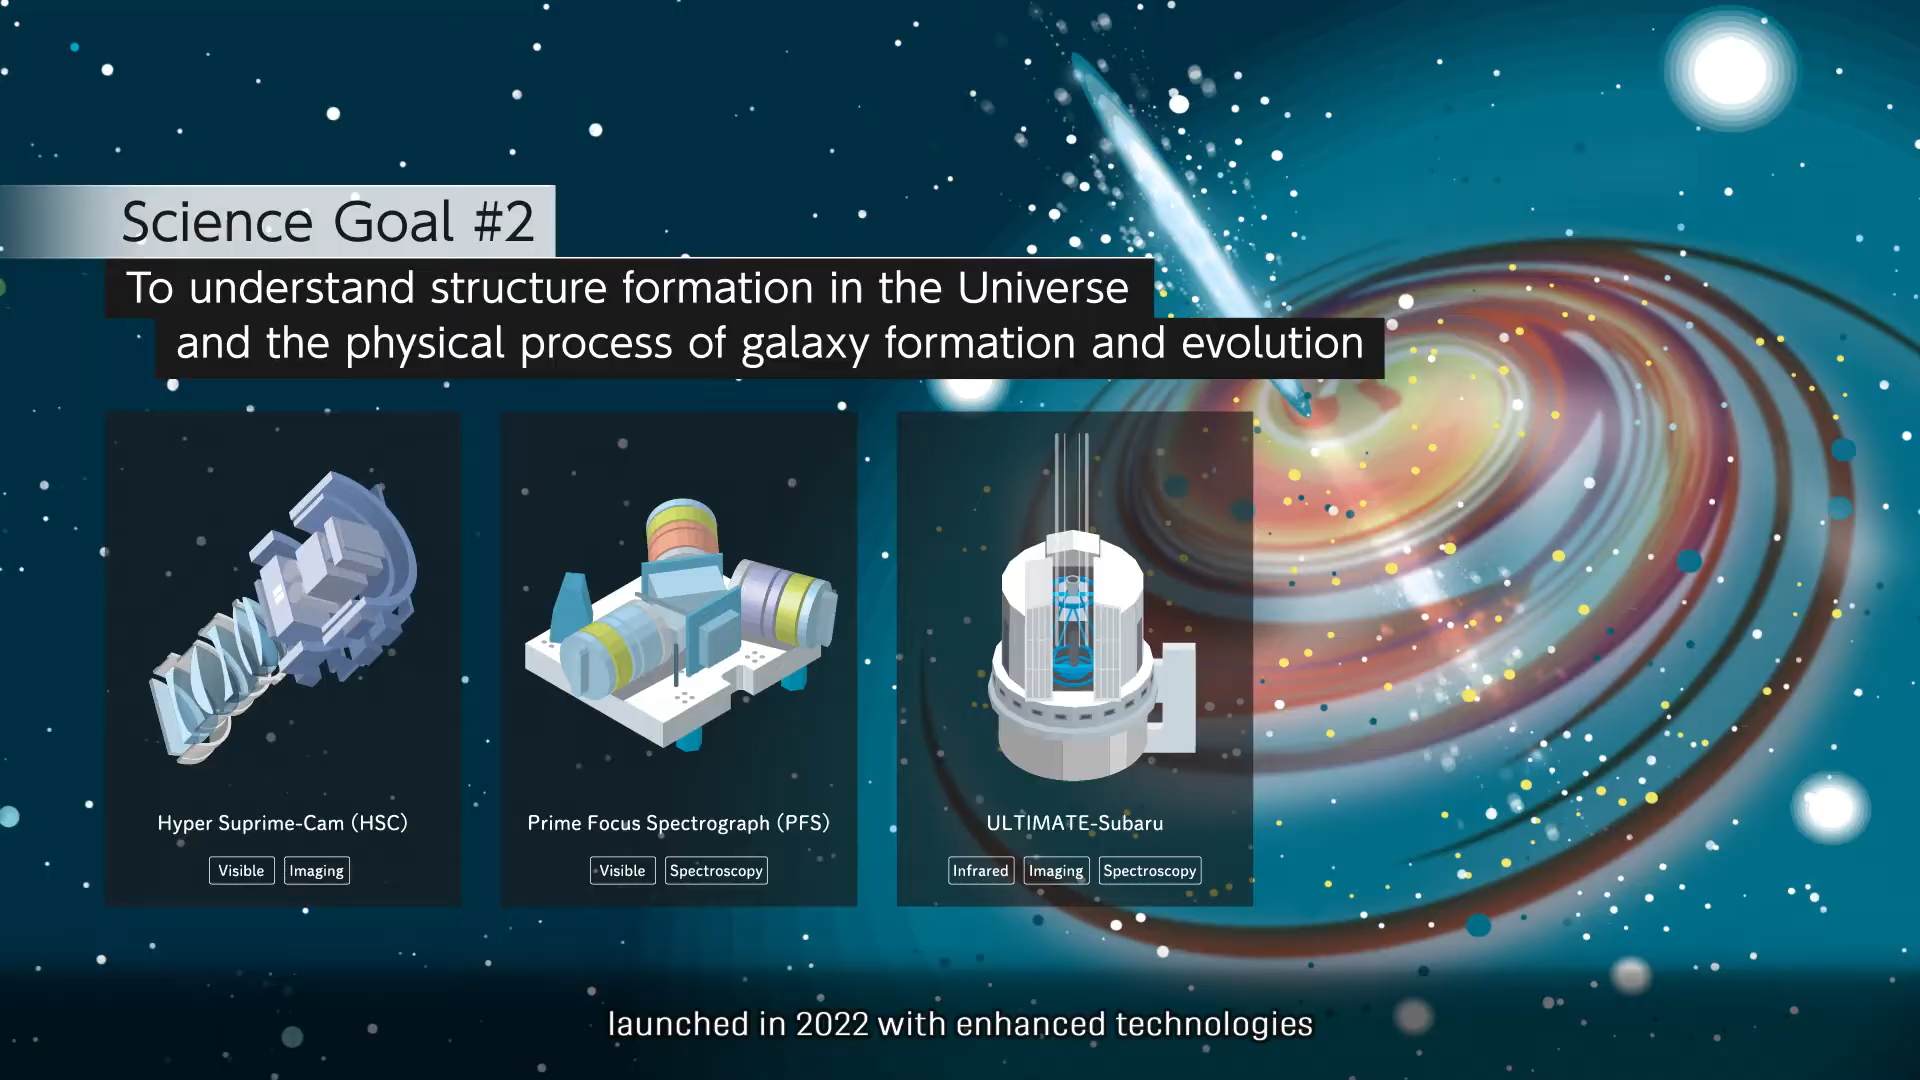 Science Goal #2
To understand structure formation in the Universe
and the physical process of galaxy formation and evolution
Hyper Suprime-Cam (HSC)
Visible
Imaging
Prime Focus Spectrograph (PFS)
Visible
Spectroscopy
ULTIMATE-Subaru
Infrared
Imaging
Spectroscopy
launched in 2022 with enhanced technologies